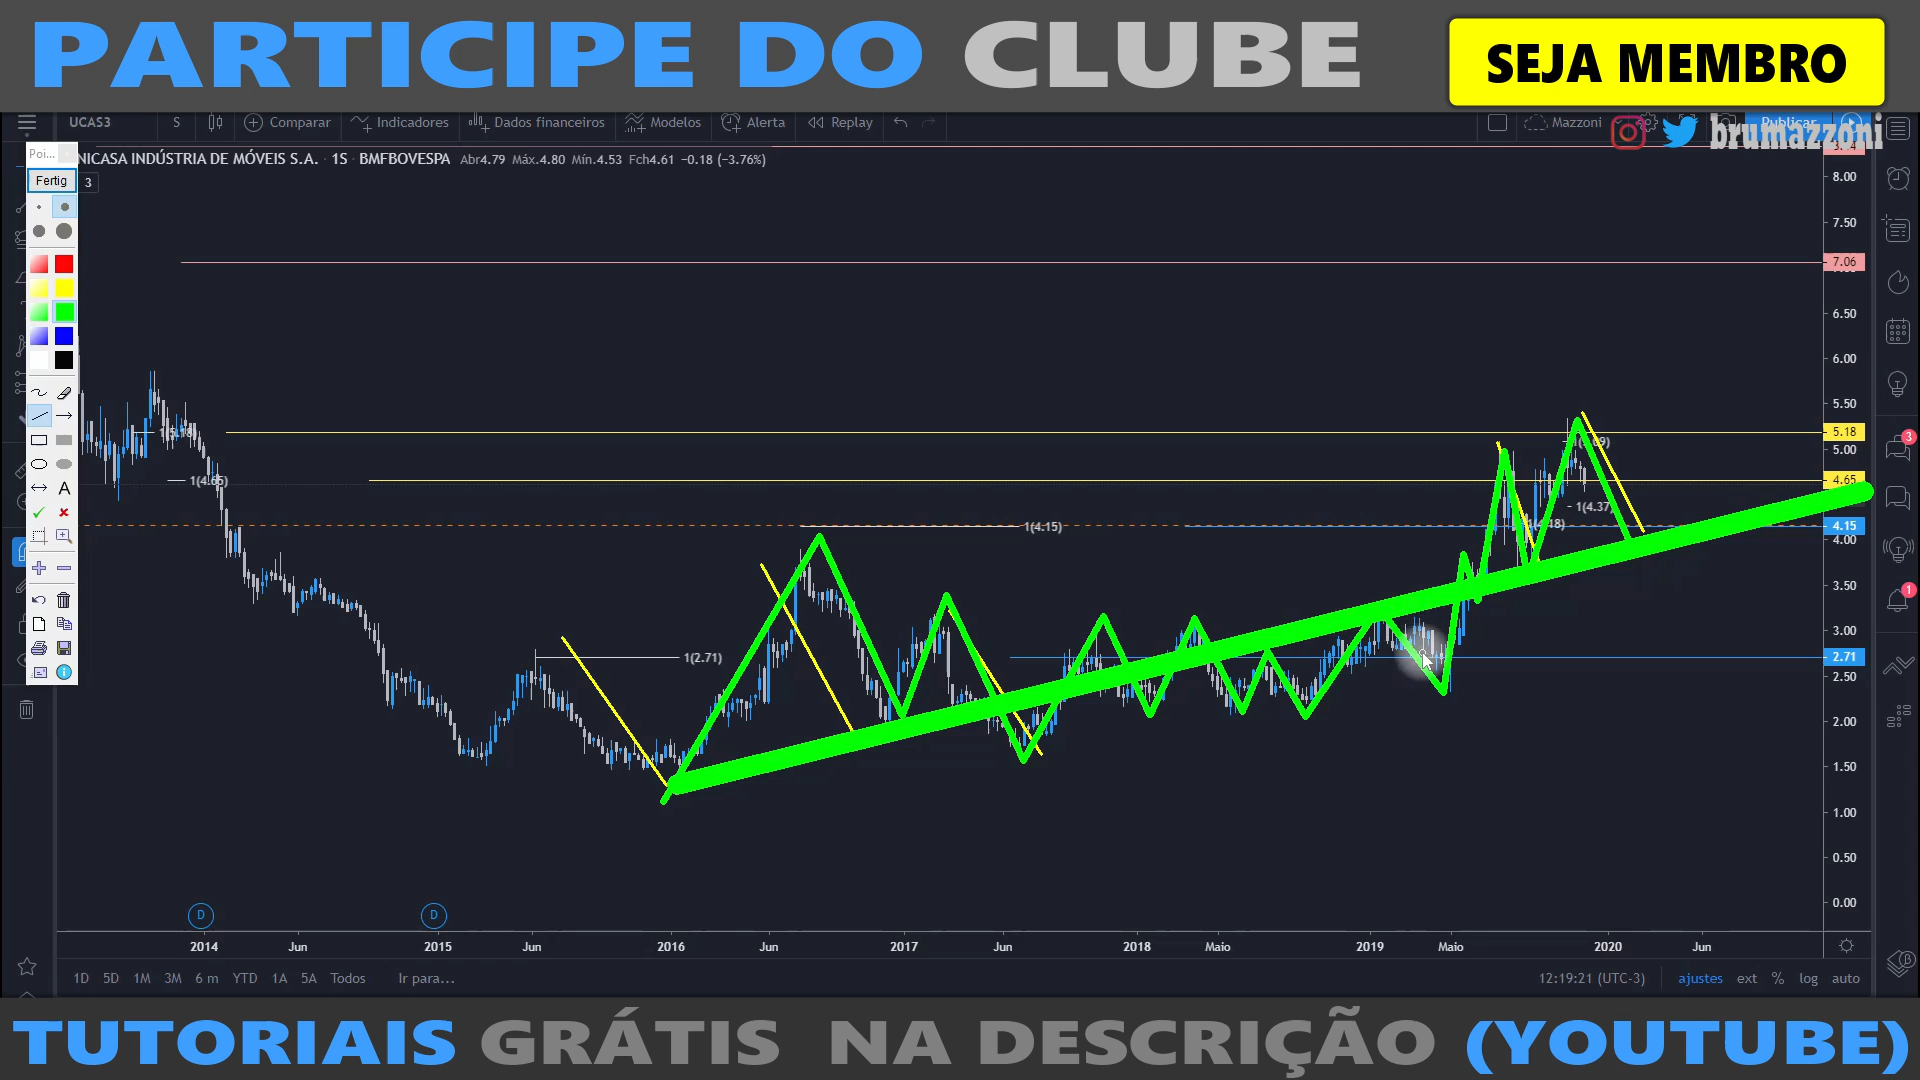 PARTICIPE DO CLUBE
SEJA MEMBRO
UCAS3
S
Comparar
Indicadores
Dados financeiros
Modelos
Alerta
Replay
Mazzoni
Publicar
brumazzoni
Poi...
NICASA INDÚSTRIA DE MÓVEIS S.A. · 1S · BMFBOVESPA Abr4.79 Máx.4.80 Mín.4.53 Fch4.61 −0.18 (−3.76%)
Fertig
3
8.00
7.50
7.06
6.50
6.00
5.50
5.18
5.00
4.65
4.15
4.00
3.50
3.00
2.71
2.50
2.00
1.50
1.00
0.50
0.00
1(4.65)
1(4.15)
1(2.71)
1(4.37)
A
3
1
D
D
2014
Jun
2015
Jun
2016
Jun
2017
Jun
2018
Maio
2019
Maio
2020
Jun
1D 5D 1M 3M 6 m YTD 1A 5A Todos
Ir para...
12:19:21 (UTC-3)
ajustes ext % log auto
TUTORIAIS GRÁTIS NA DESCRIÇÃO (YOUTUBE)